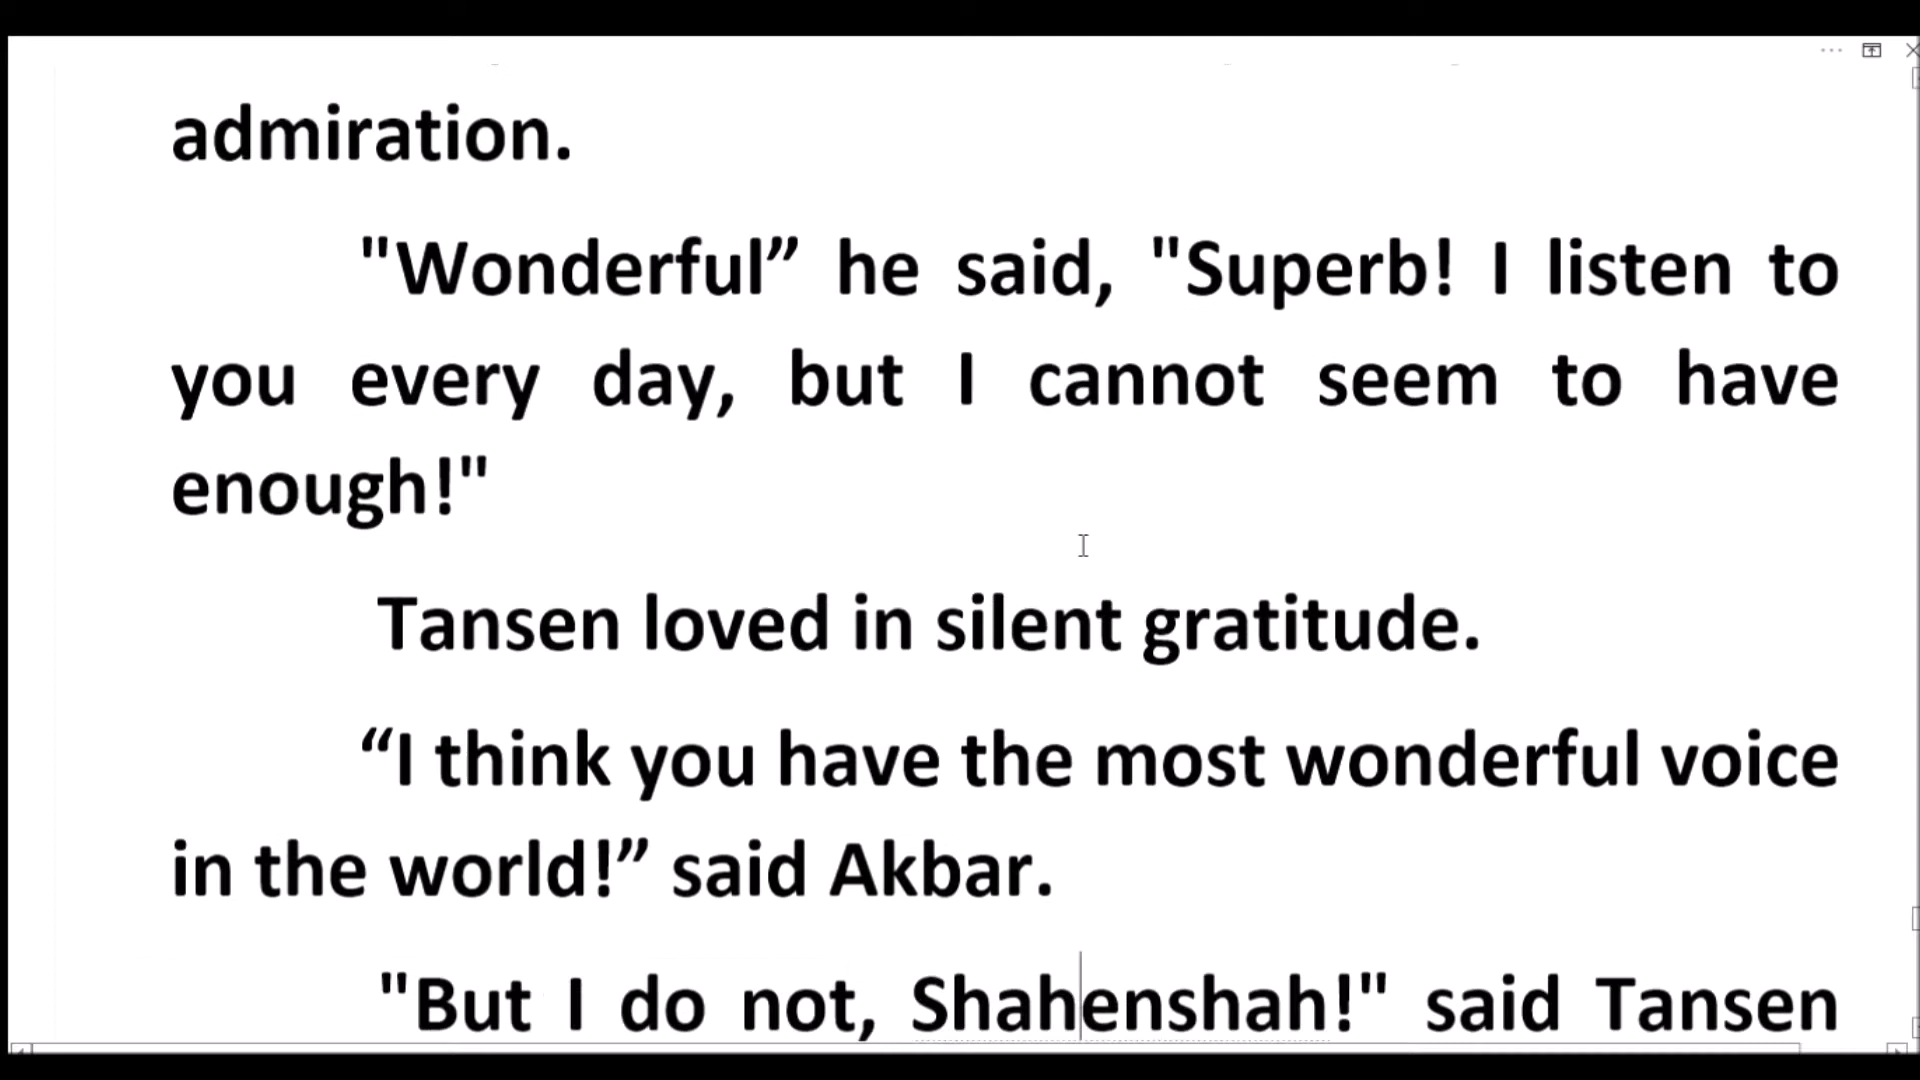 admiration.
"Wonderful” he said, "Superb! I listen to
you every day, but I cannot seem to have
enough!"
Tansen loved in silent gratitude.
“I think you have the most wonderful voice
in the world!” said Akbar.
"But I do not, Shahenshah!" said Tansen